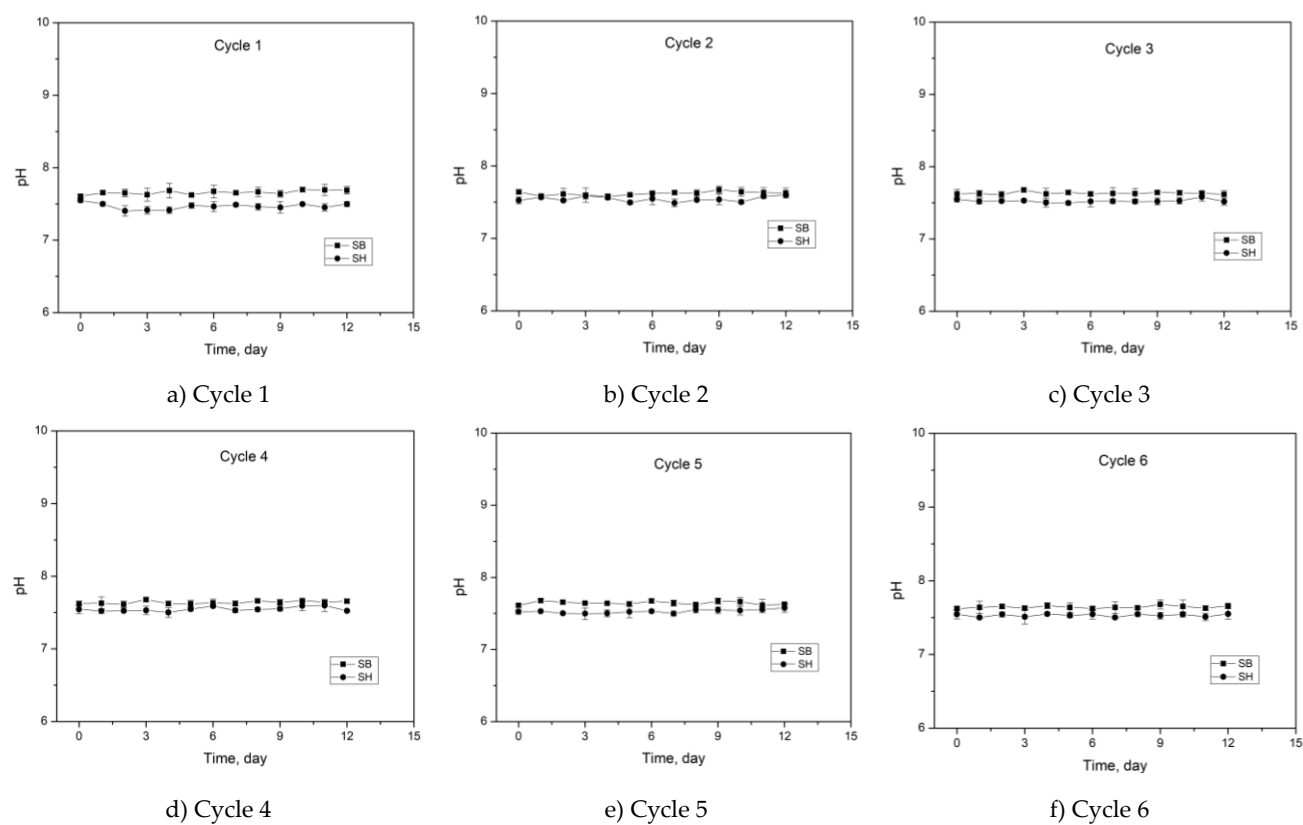 Cycle 1
10
9
8
7
6
pH
SB
SH
0 3 6 9 12 15
Time, day
a) Cycle 1
Cycle 2
10
9
8
7
6
pH
SB
SH
0 3 6 9 12 15
Time, day
b) Cycle 2
Cycle 3
10
9
8
7
6
pH
SB
SH
0 3 6 9 12 15
Time, day
c) Cycle 3
Cycle 4
10
9
8
7
6
pH
SB
SH
0 3 6 9 12 15
Time, day
d) Cycle 4
Cycle 5
10
9
8
7
6
pH
SB
SH
0 3 6 9 12 15
Time, day
e) Cycle 5
Cycle 6
10
9
8
7
6
pH
SB
SH
0 3 6 9 12 15
Time, day
f) Cycle 6